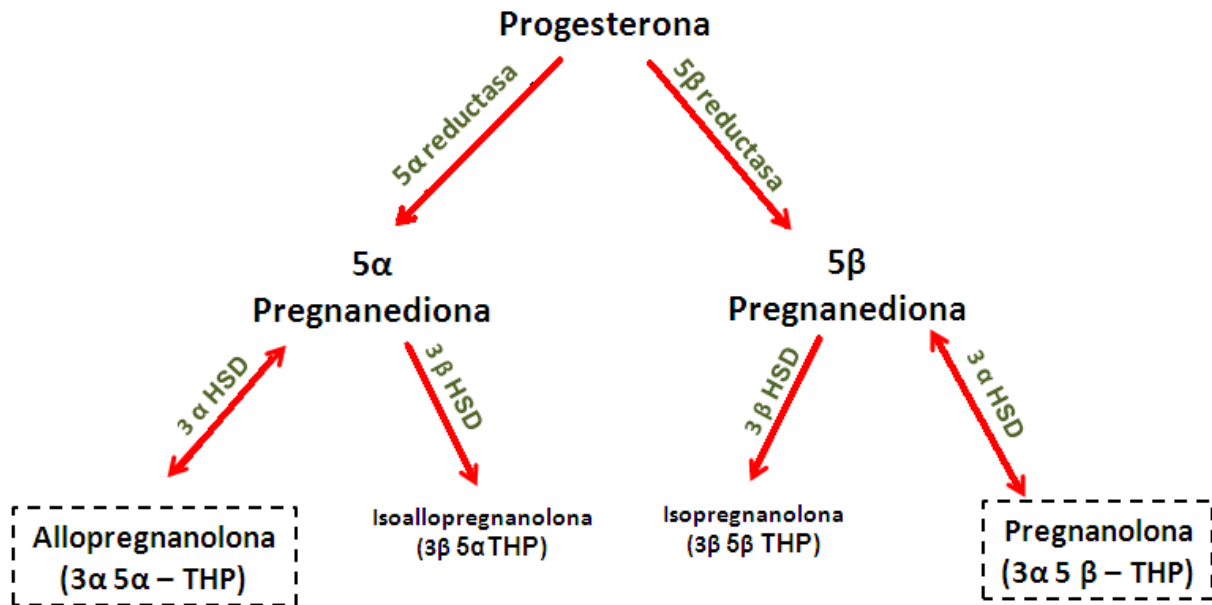 Progesterona
5α reductasa
5β reductasa
5α
Pregnanediona
5β
Pregnanediona
3 α HSD
3 β HSD
3 β HSD
3 α HSD
Allopregnanolona
(3α 5α – THP)
Isoallopregnanolona
(3β 5α THP)
Isopregnanolona
(3β 5β THP)
Pregnanolona
(3α 5 β – THP)